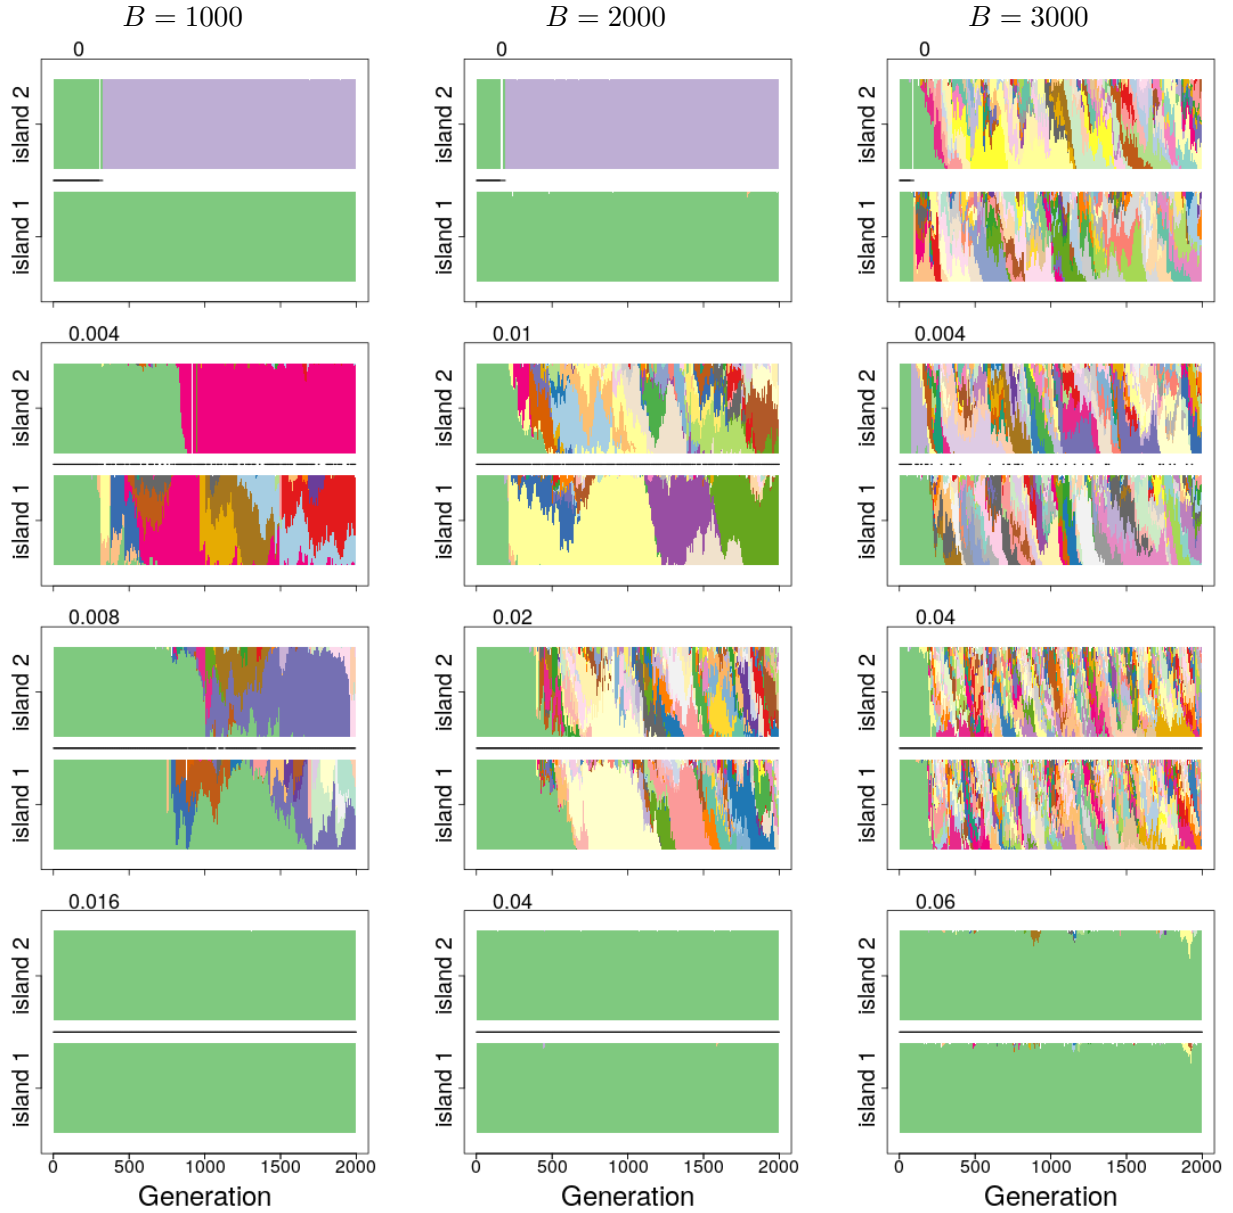 B = 1000 B = 2000 B = 3000
0 0 0
island 2 island 2 island 2
island 1 island 1 island 1
0.004 0.01 0.004
island 2 island 2 island 2
island 1 island 1 island 1
0.008 0.02 0.04
island 2 island 2 island 2
island 1 island 1 island 1
0.016 0.04 0.06
island 2 island 2 island 2
island 1 island 1 island 1
0 500 1000 1500 2000 0 500 1000 1500 2000 0 500 1000 1500 2000
Generation Generation Generation